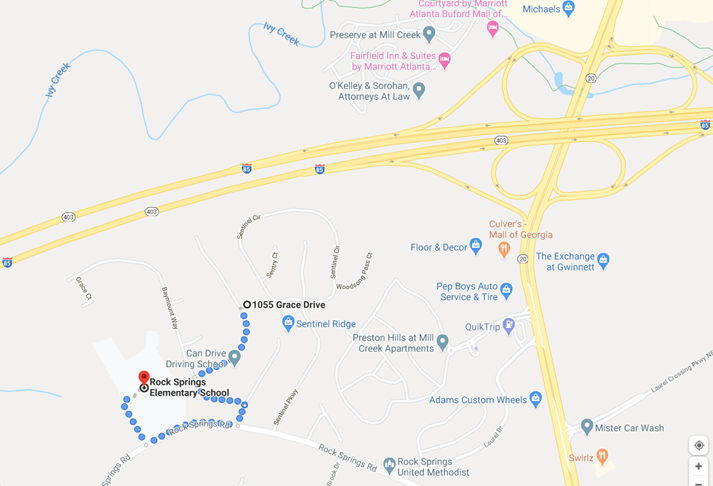 Courtyard by Marriott
Atlanta Buford Mall of...
Michaels
Ivy Creek
Ivy Creek
Preserve at Mill Creek
Fairfield Inn & Suites
by Marriott Atlanta...
O'Kelley & Sorohan,
Attorneys At Law
20
85
403
85
85
403
403
85
Sentinel Cir
Sentry Ct
Sentinel Cir
Woodsong Pass Ct
Culver's -
Mall of Georgia
Floor & Decor
20
The Exchange
at Gwinnett
Grace Ct
Baymount Way
1055 Grace Drive
Pep Boys Auto
Service & Tire
Sentinel Ridge
QuikTrip
Preston Hills at Mill
Creek Apartments
Can Drive
Driving School
Rock Springs
Elementary School
Sentinel Pkwy
Adams Custom Wheels
Laurel Crossing Pkwy N
Rock Springs Rd
Laurel Dr
Mister Car Wash
Rock Springs Rd
Springs Rd
Brook Dr
Rock Springs
United Methodist
Swirlz
+